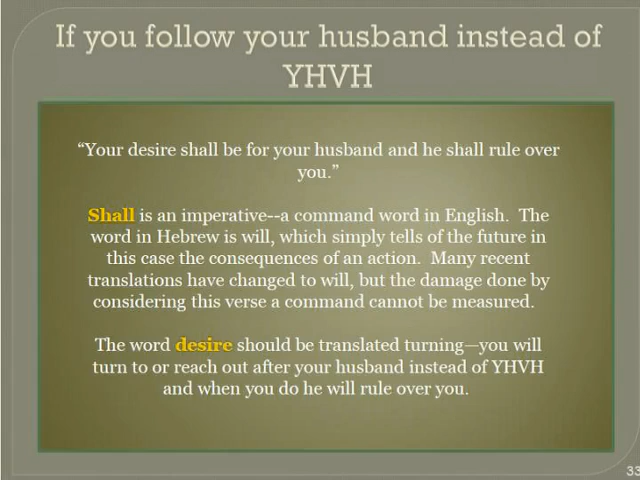 If you follow your husband instead of
YHVH
“Your desire shall be for your husband and he shall rule over
you.”
Shall is an imperative--a command word in English.  The
word in Hebrew is will, which simply tells of the future in
this case the consequences of an action.  Many recent
translations have changed to will, but the damage done by
considering this verse a command cannot be measured.
The word desire should be translated turning—you will
turn to or reach out after your husband instead of YHVH
and when you do he will rule over you.
33